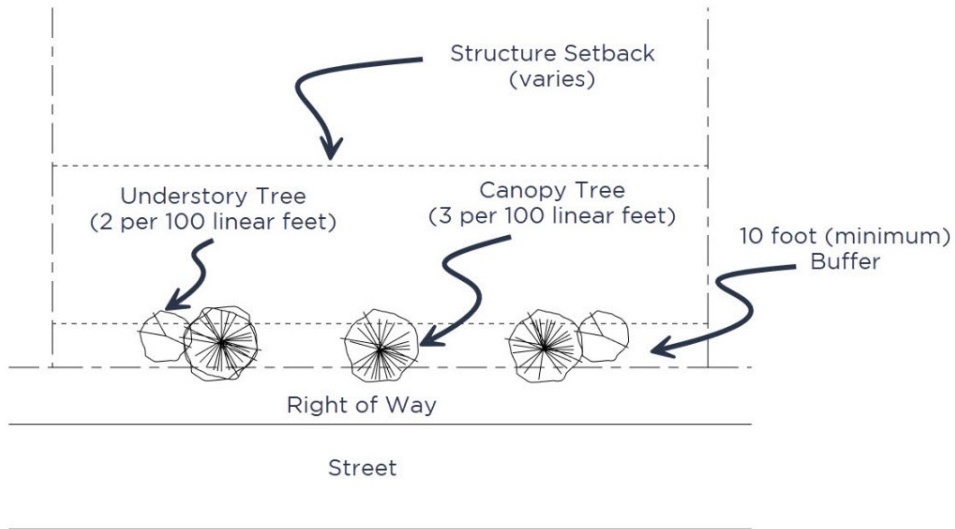 Structure Setback
(varies)
Understory Tree
(2 per 100 linear feet)
Canopy Tree
(3 per 100 linear feet)
10 foot (minimum)
Buffer
Right of Way
Street